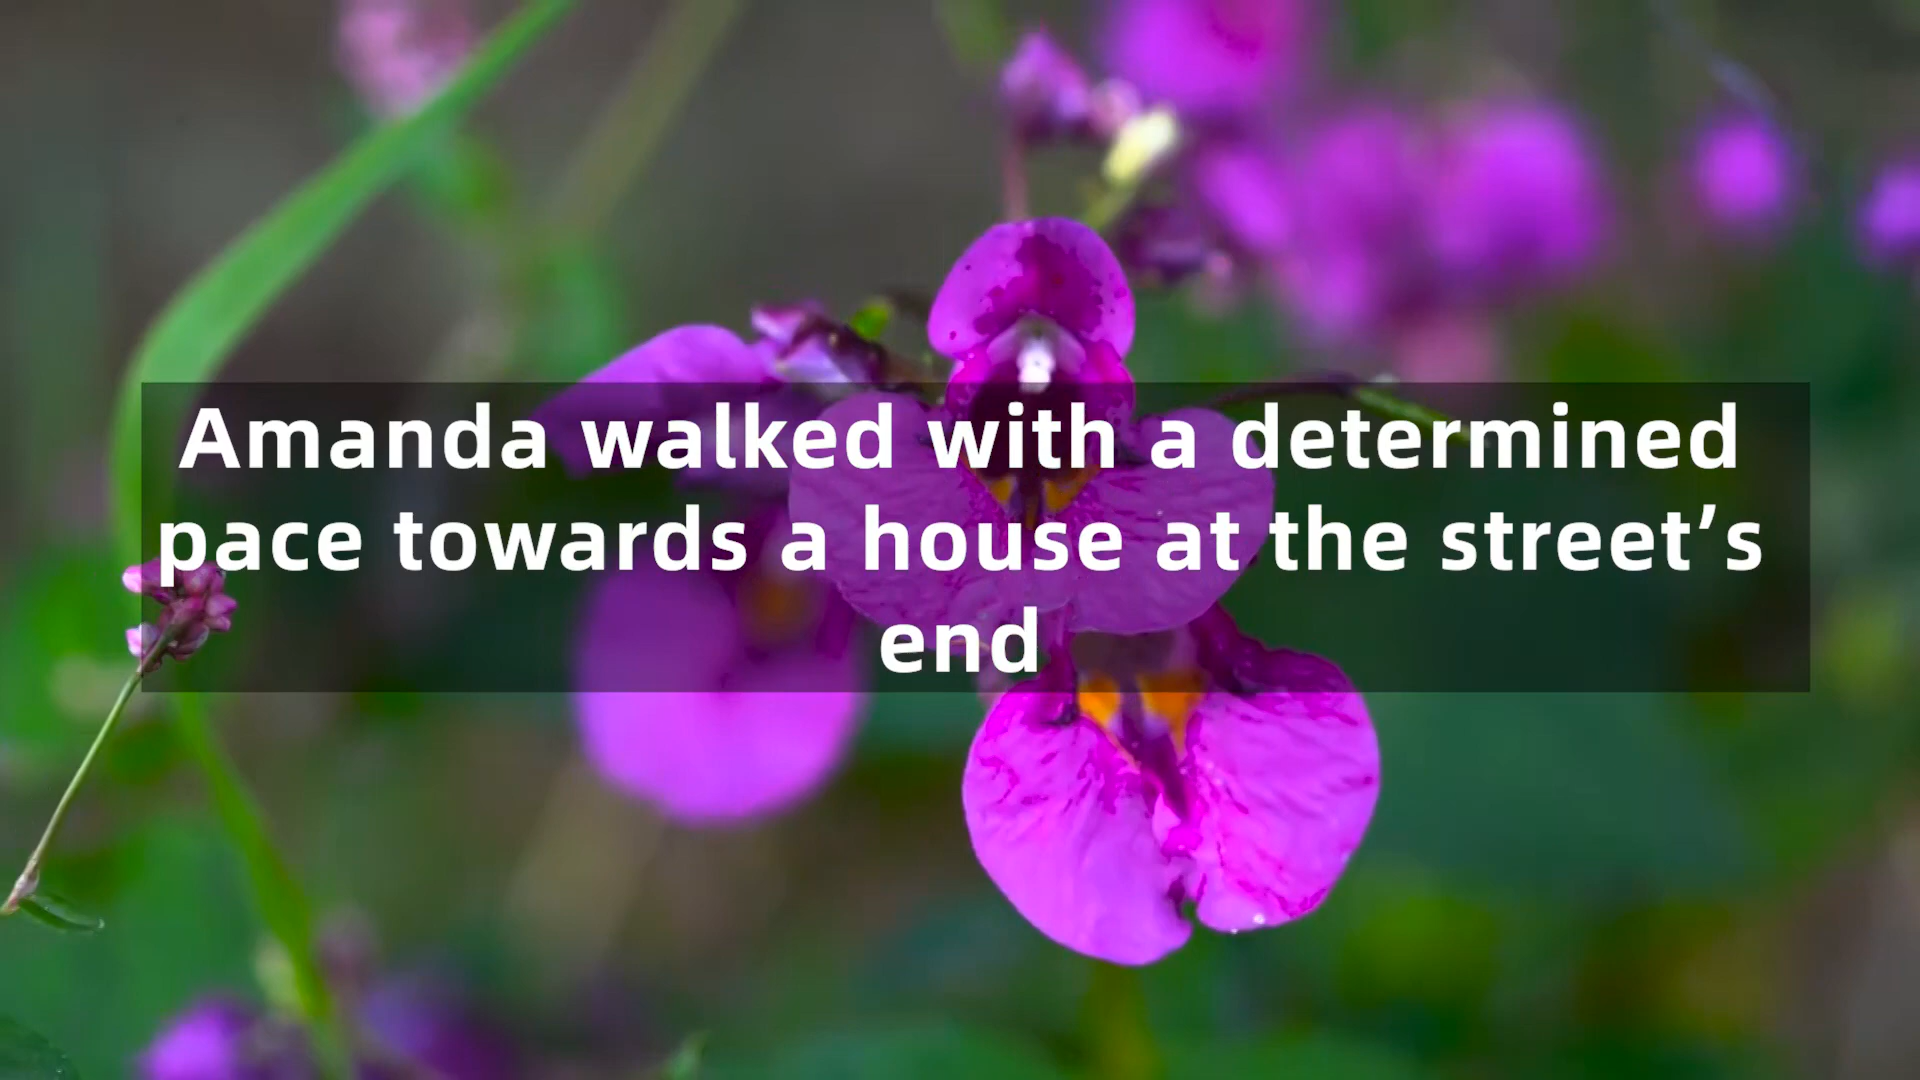 Amanda walked with a determined
pace towards a house at the street’s
end